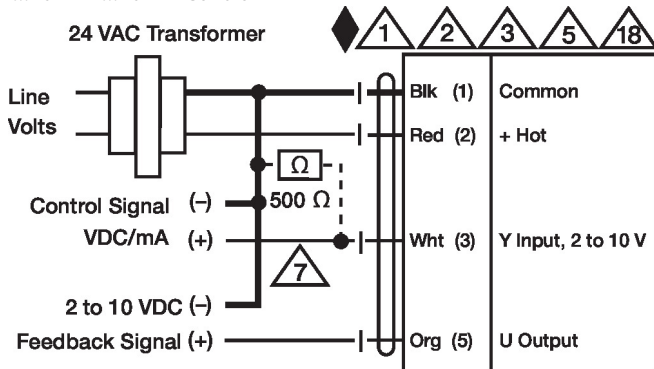 24 VAC Transformer
1 2 3 5 18
Line
Volts
Blk (1) Common
Red (2) + Hot
Ω
500 Ω
Control Signal (-)
VDC/mA (+)
Wht (3) Y Input, 2 to 10 V
7
2 to 10 VDC (-)
Feedback Signal (+)
Org (5) U Output